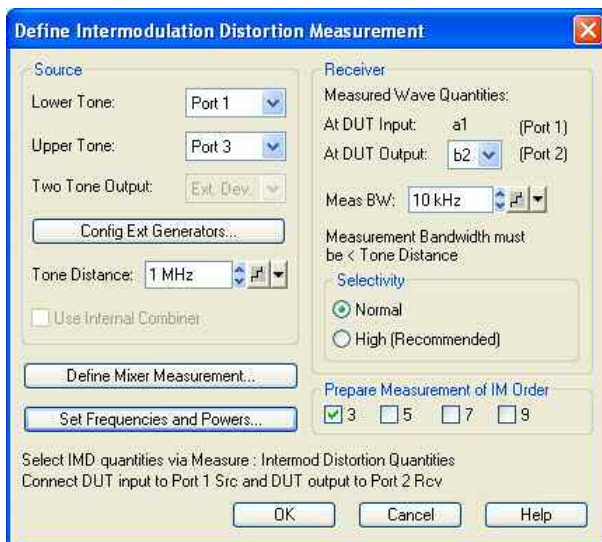 Define Intermodulation Distortion Measurement
Source
Lower Tone: Port 1
Upper Tone: Port 3
Two Tone Output: Ext. Dev.
Config Ext Generators...
Tone Distance: 1 MHz
Use Internal Combiner
Define Mixer Measurement...
Set Frequencies and Powers...
Receiver
Measured Wave Quantities:
At DUT Input: a1 (Port 1)
At DUT Output: b2 (Port 2)
Meas BW: 10 kHz
Measurement Bandwidth must
be < Tone Distance
Selectivity
Normal
High (Recommended)
Prepare Measurement of IM Order
3 5 7 9
Select IMD quantities via Measure : Intermod Distortion Quantities
Connect DUT input to Port 1 Src and DUT output to Port 2 Rcv
OK Cancel Help